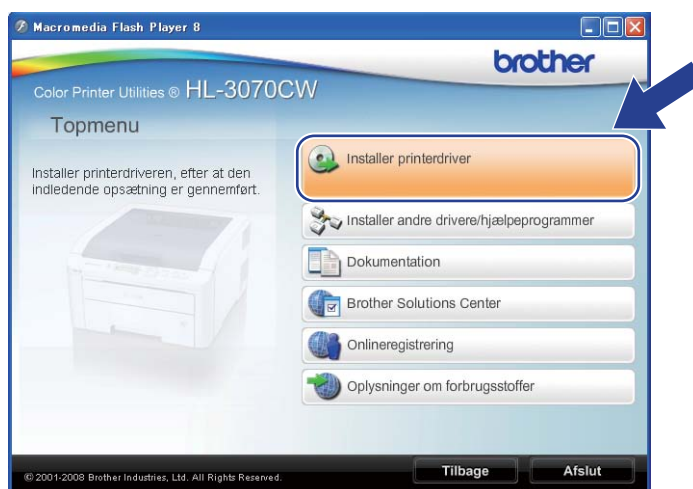 Macromedia Flash Player 8
brother
Color Printer Utilities ® HL-3070CW
Topmenu
Installer printerdriveren, efter at den
indledende opsætning er gennemført.
Installer printerdriver
Installer andre drivere/hjælpeprogrammer
Dokumentation
Brother Solutions Center
Onlineregistrering
Oplysninger om forbrugsstoffer
© 2001-2008 Brother Industries, Ltd. All Rights Reserved.
Tilbage
Afslut